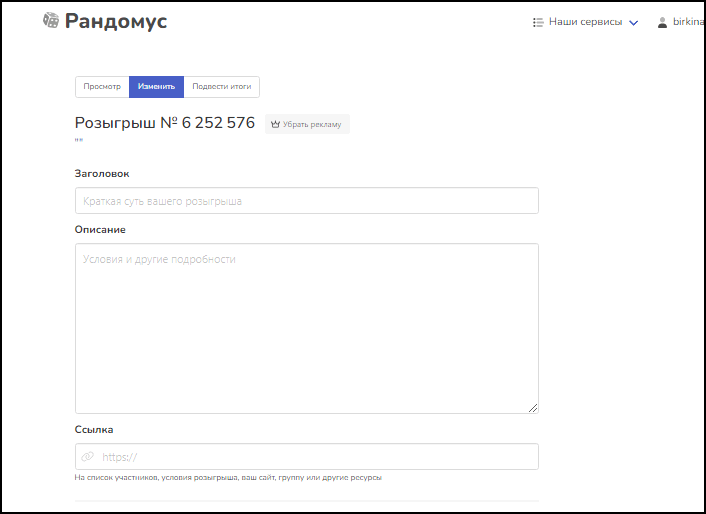 Рандомус
Наши сервисы
birkina
Просмотр Изменить Подвести итоги
Розыгрыш № 6 252 576 Убрать рекламу
""
Заголовок
Краткая суть вашего розыгрыша
Описание
Условия и другие подробности
Ссылка
https://
На список участников, условия розыгрыша, ваш сайт, группу или другие ресурсы